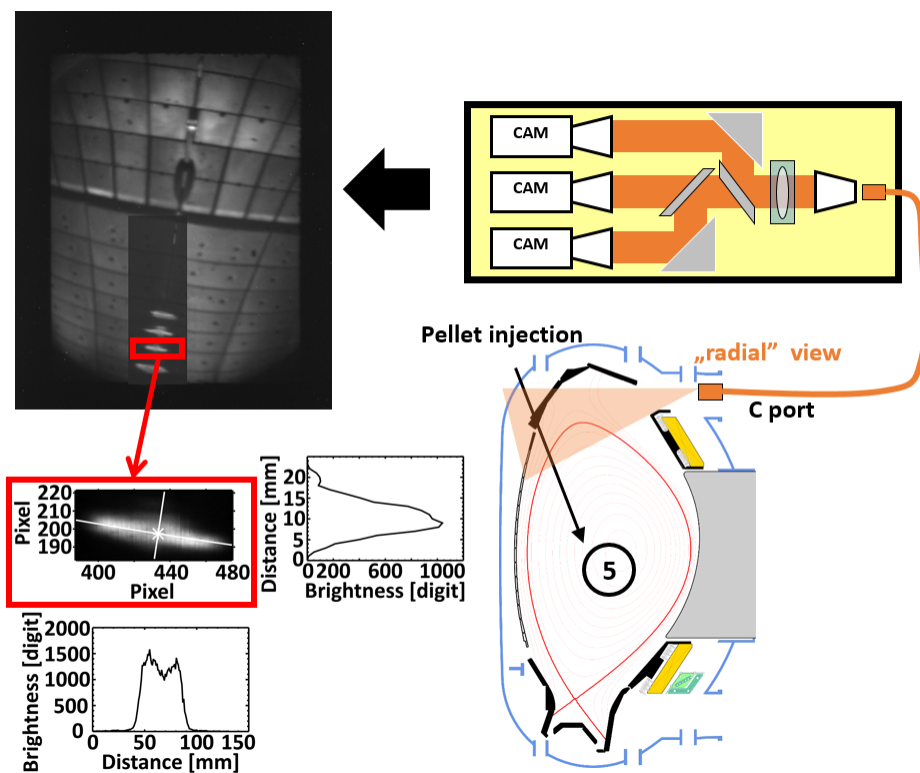 CAM
CAM
CAM
Pellet injection
„radial” view
C port
5
Pixel
220
210
200
190
400 440 480
Pixel
Distance [mm]
20
15
10
5
0
0 200 600 1000
Brightness [digit]
Brightness [digit]
2000
1500
1000
500
0
0 50 100 150
Distance [mm]